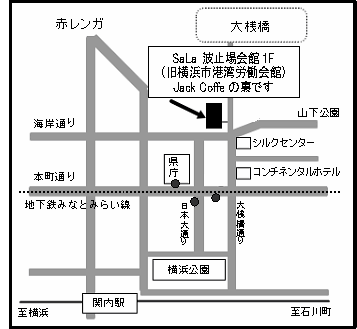 赤レンガ
大桟橋
SaLa 波止場会館1F
(旧横浜市港湾労働会館)
Jack Coffe の裏です
山下公園
海岸通り
シルクセンター
県庁
コンチネンタルホテル
本町通り
地下鉄みなとみらい線
日本大通り
大桟橋通り
横浜公園
関内駅
至横浜
至石川町